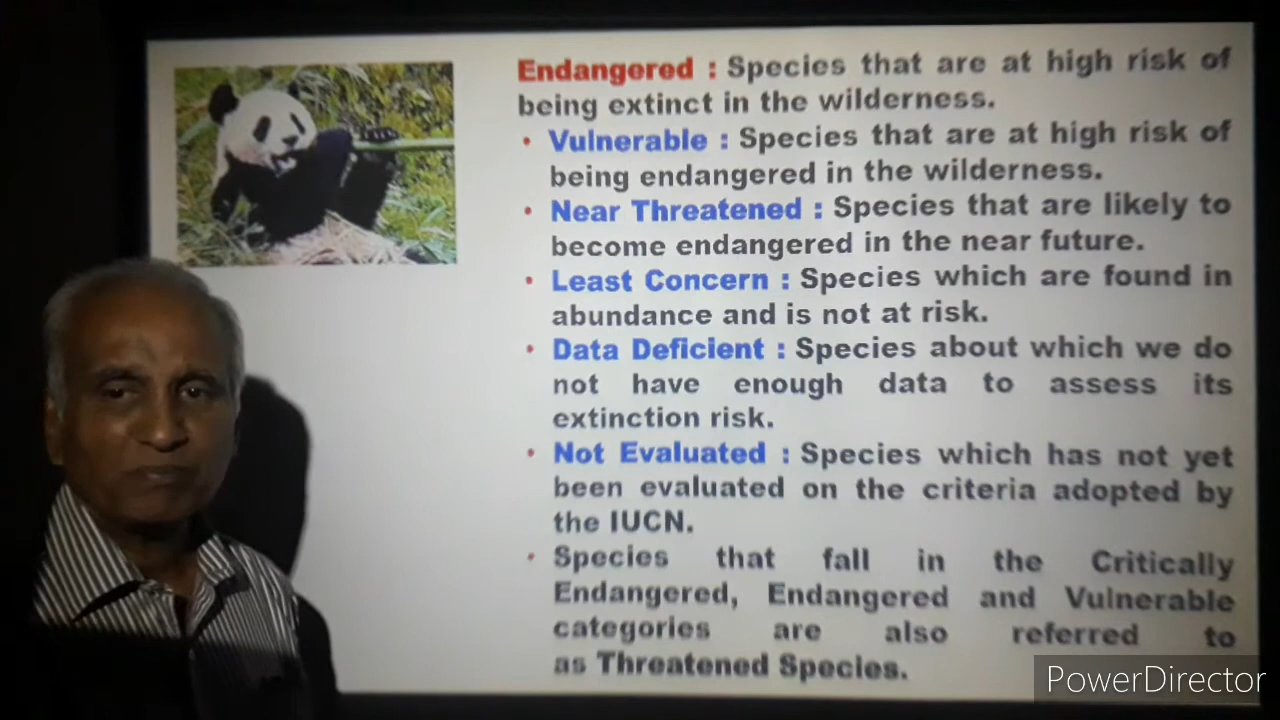 Endangered : Species that are at high risk of
being extinct in the wilderness.
• Vulnerable : Species that are at high risk of
being endangered in the wilderness.
• Near Threatened : Species that are likely to
become endangered in the near future.
• Least Concern : Species which are found in
abundance and is not at risk.
• Data Deficient : Species about which we do
not have enough data to assess its
extinction risk.
• Not Evaluated : Species which has not yet
been evaluated on the criteria adopted by
the IUCN.
• Species that fall in the Critically
Endangered, Endangered and Vulnerable
categories are also referred to
as Threatened Species.
PowerDirector